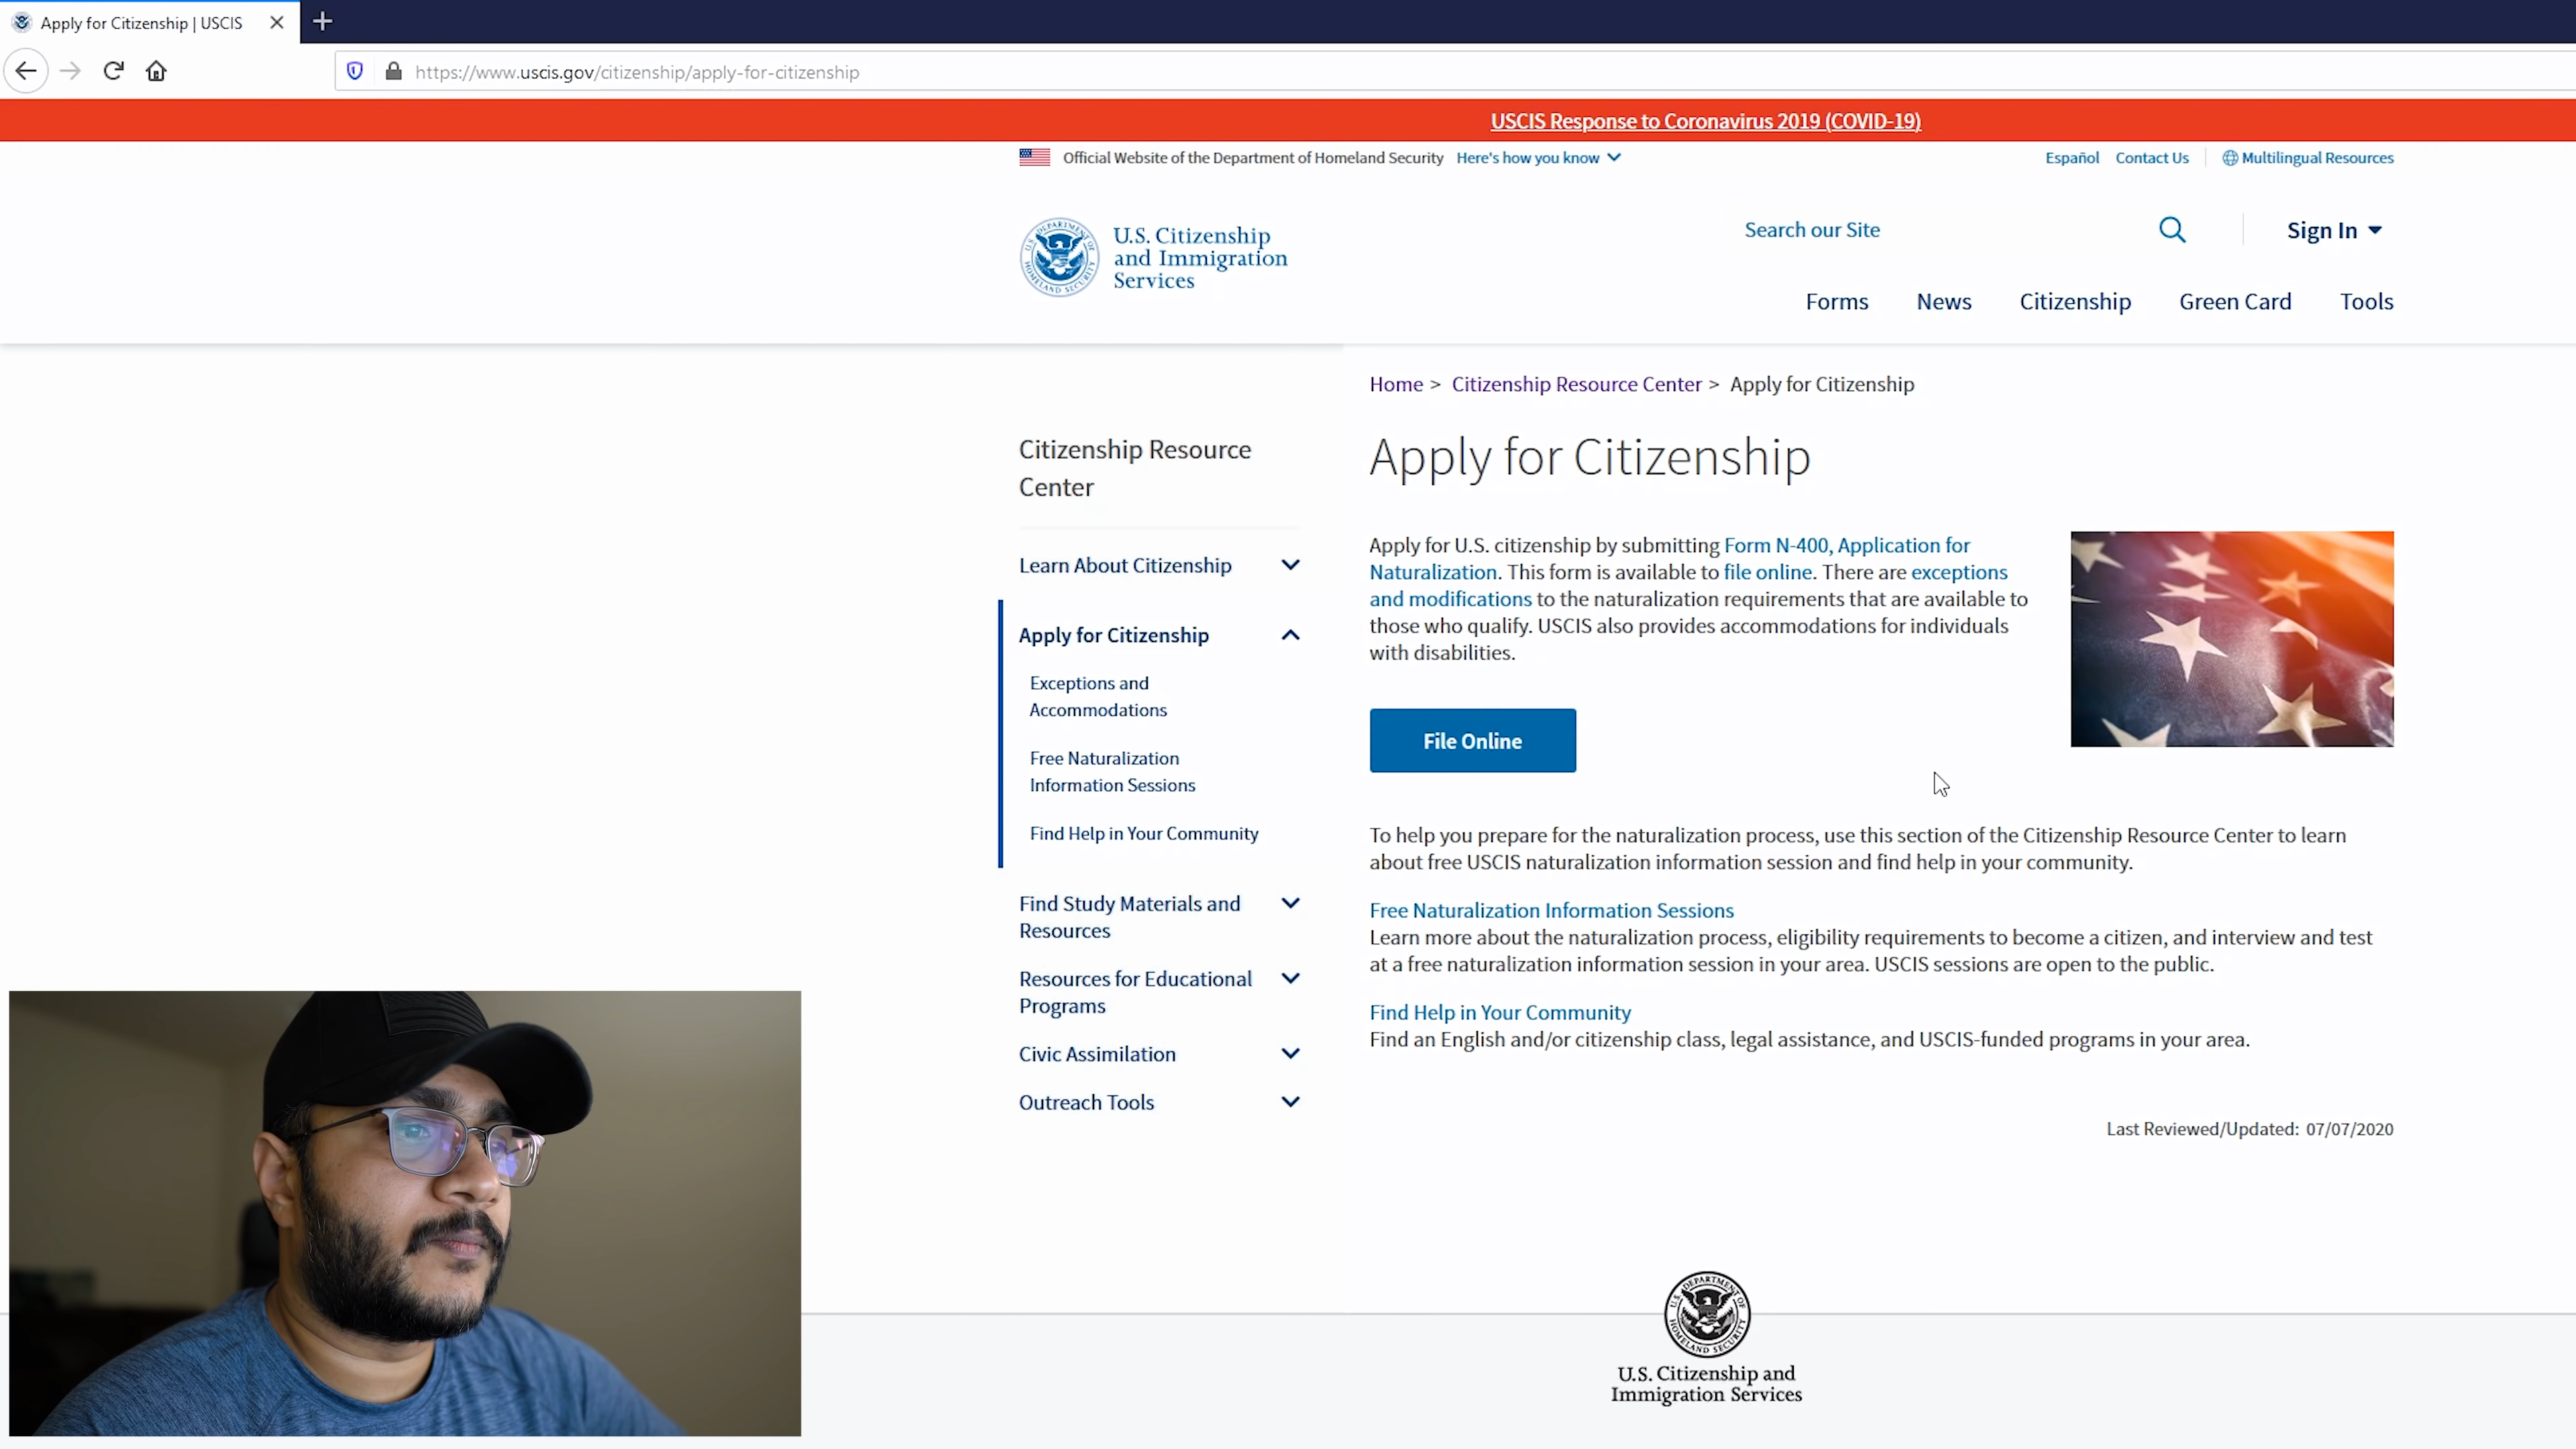 Apply for Citizenship | USCIS
https://www.uscis.gov/citizenship/apply-for-citizenship
USCIS Response to Coronavirus 2019 (COVID-19)
Official Website of the Department of Homeland Security Here's how you know
Español Contact Us Multilingual Resources
U.S. Citizenship
and Immigration
Services
Search our Site
Sign In
Forms News Citizenship Green Card Tools
Home > Citizenship Resource Center > Apply for Citizenship
Citizenship Resource
Center
Learn About Citizenship
Apply for Citizenship
Exceptions and
Accommodations
Free Naturalization
Information Sessions
Find Help in Your Community
Find Study Materials and
Resources
Resources for Educational
Programs
Civic Assimilation
Outreach Tools
Apply for Citizenship
Apply for U.S. citizenship by submitting Form N-400, Application for
Naturalization. This form is available to file online. There are exceptions
and modifications to the naturalization requirements that are available to
those who qualify. USCIS also provides accommodations for individuals
with disabilities.
File Online
To help you prepare for the naturalization process, use this section of the Citizenship Resource Center to learn
about free USCIS naturalization information session and find help in your community.
Free Naturalization Information Sessions
Learn more about the naturalization process, eligibility requirements to become a citizen, and interview and test
at a free naturalization information session in your area. USCIS sessions are open to the public.
Find Help in Your Community
Find an English and/or citizenship class, legal assistance, and USCIS-funded programs in your area.
Last Reviewed/Updated: 07/07/2020
U.S. DEPARTMENT OF HOMELAND SECURITY
U.S. Citizenship and
Immigration Services